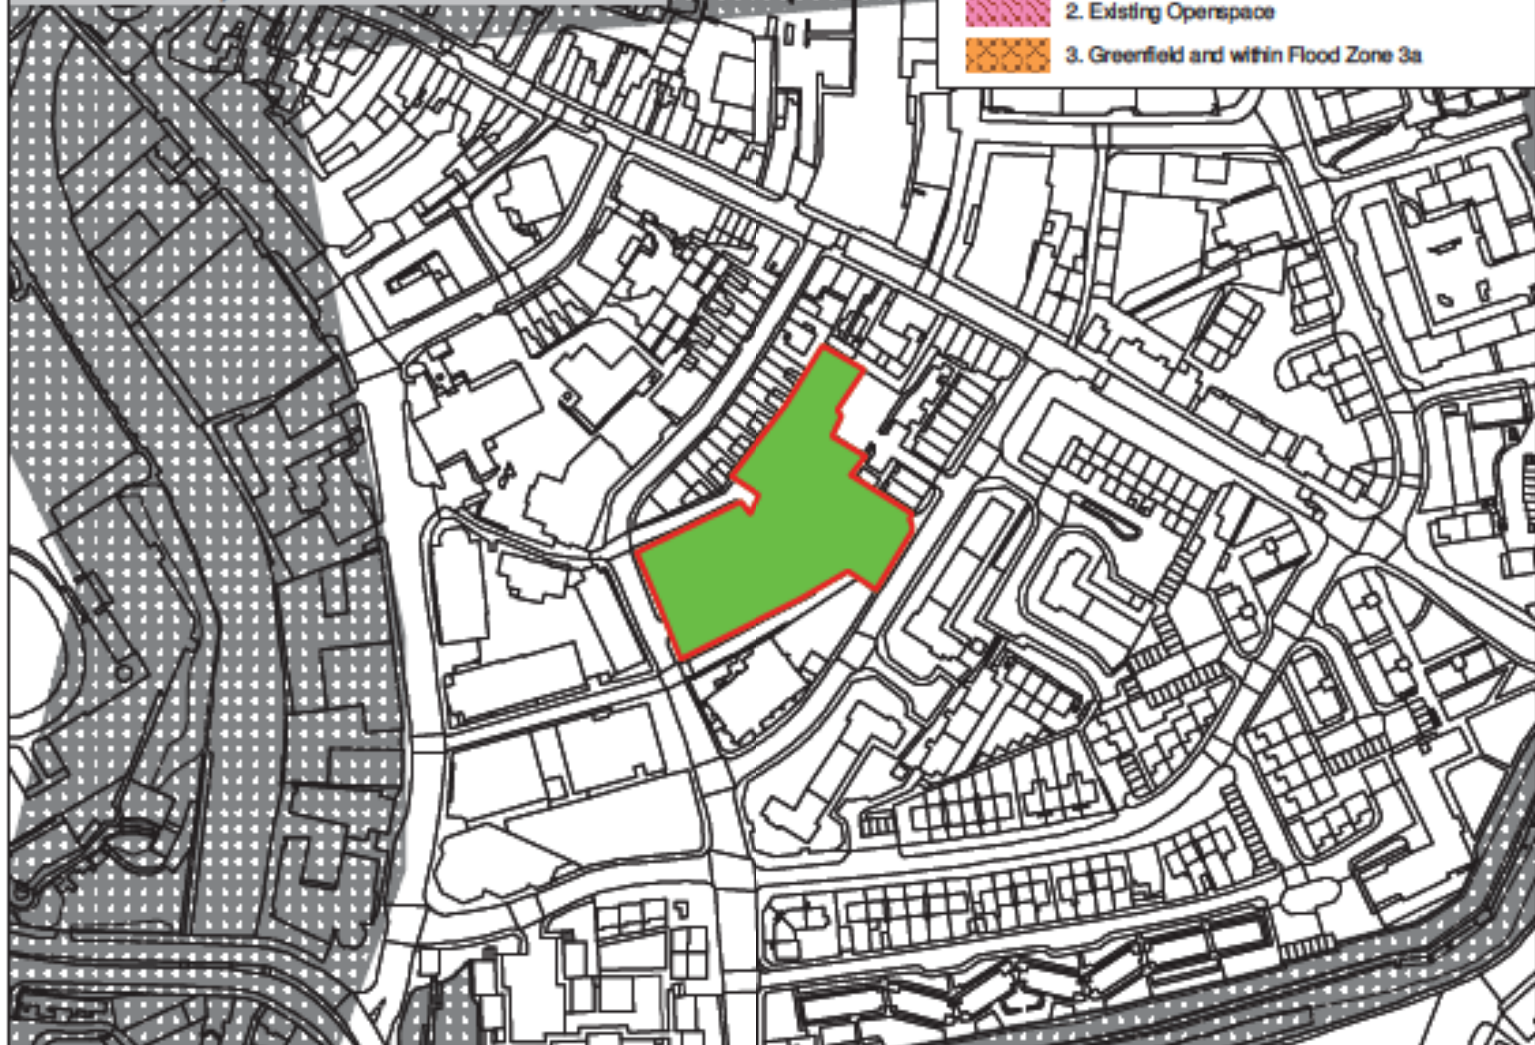 2. Existing Openspace
3. Greenfield and within Flood Zone 3a